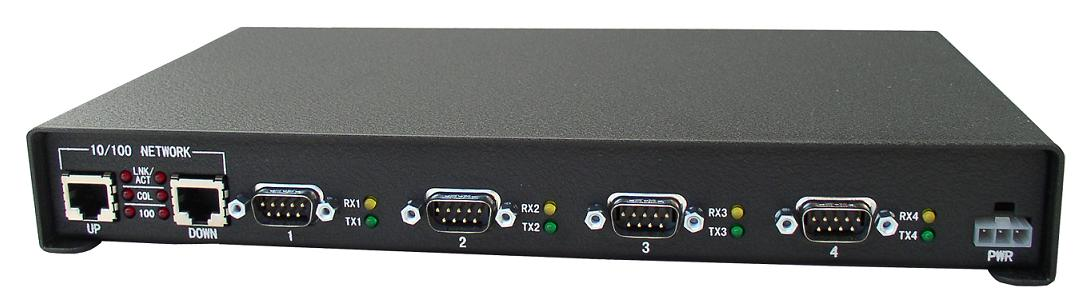 10/100 NETWORK
LNK/
ACT
COL
100
UP
DOWN
1
RX1
TX1
2
RX2
TX2
3
RX3
TX3
4
RX4
TX4
PWR